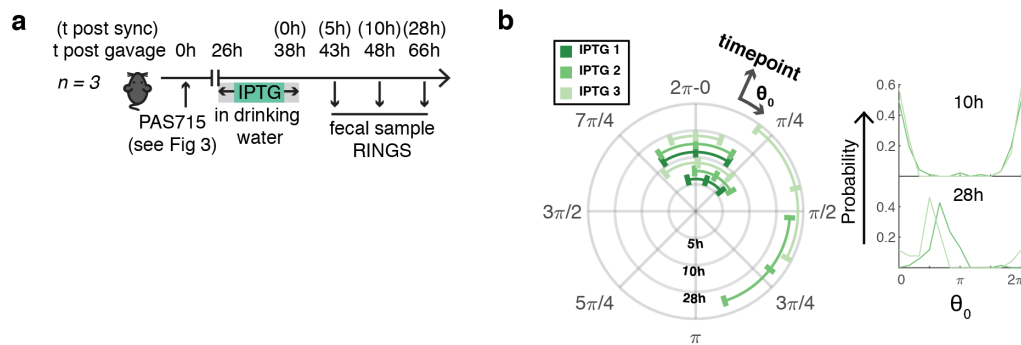 a
(t post sync) (0h) (5h) (10h) (28h)
t post gavage 0h 26h 38h 43h 48h 66h
n = 3
IPTG
in drinking
water
PAS715
(see Fig 3)
fecal sample
RINGS
b
IPTG 1
IPTG 2
IPTG 3
timepoint
θ0
2π-0
π/4
π/2
3π/4
π
5π/4
3π/2
7π/4
5h
10h
28h
Probability
0.6
0.2
10h
0.4
0.2
28h
0 π 2π
θ0